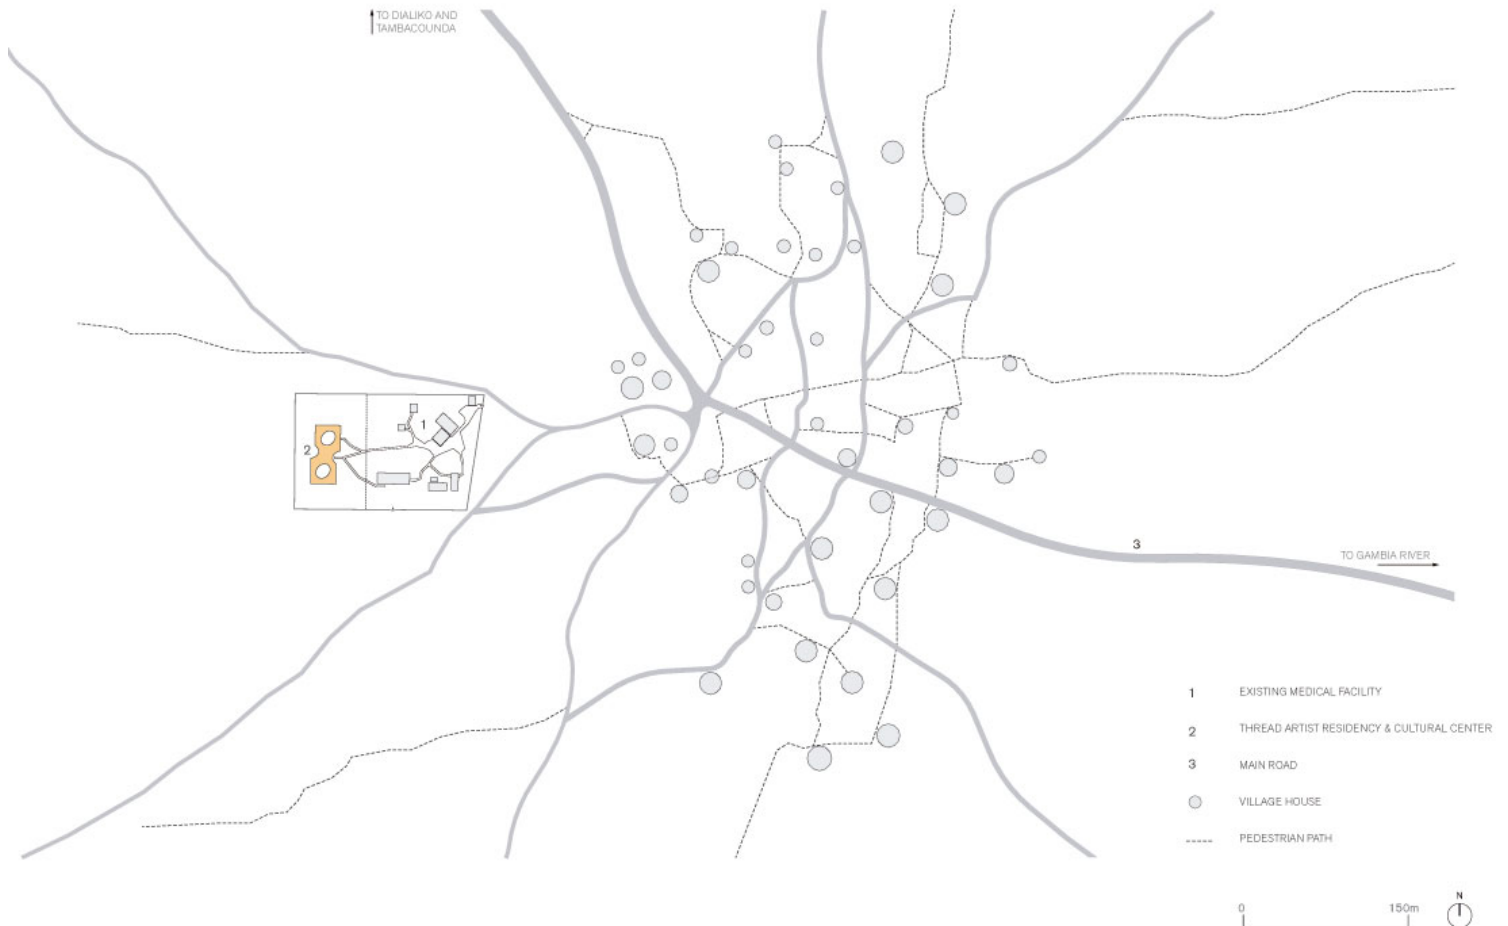 TO DIALIKO AND
TAMBACOUNDA
1
2
3
TO GAMBIA RIVER
1 EXISTING MEDICAL FACILITY
2 THREAD ARTIST RESIDENCY & CULTURAL CENTER
3 MAIN ROAD
VILLAGE HOUSE
PEDESTRIAN PATH
N
0 150m